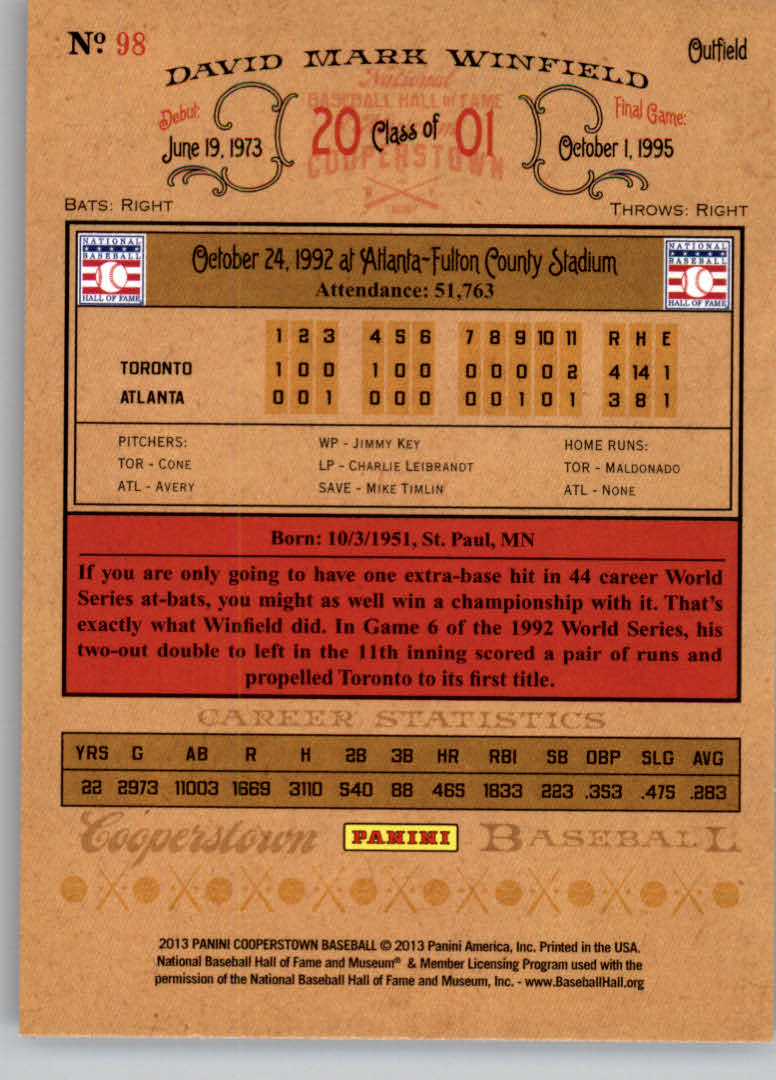 Nº 98
Outfield
DAVID MARK WINFIELD
National
BASEBALL HALL OF FAME
Debut:
June 19, 1973
20 Class of 01
Final Game:
October 1, 1995
COOPERSTOWN
N Y
BATS: RIGHT
THROWS: RIGHT
NATIONAL BASEBALL HALL OF FAME
October 24, 1992 at Atlanta-Fulton County Stadium
Attendance: 51,763
NATIONAL BASEBALL HALL OF FAME
1 2 3 4 5 6 7 8 9 10 11 R H E
TORONTO 1 0 0 1 0 0 0 0 0 0 2 4 14 1
ATLANTA 0 0 1 0 0 0 0 0 1 0 1 3 8 1
PITCHERS: WP - JIMMY KEY HOME RUNS:
TOR - CONE LP - CHARLIE LEIBRANDT TOR - MALDONADO
ATL - AVERY SAVE - MIKE TIMLIN ATL - NONE
Born: 10/3/1951, St. Paul, MN
If you are only going to have one extra-base hit in 44 career World
Series at-bats, you might as well win a championship with it. That's
exactly what Winfield did. In Game 6 of the 1992 World Series, his
two-out double to left in the 11th inning scored a pair of runs and
propelled Toronto to its first title.
CAREER STATISTICS
YRS G AB R H 2B 3B HR RBI SB OBP SLG AVG
22 2973 11003 1669 3110 540 88 465 1833 223 .353 .475 .283
Cooperstown PANINI BASEBALL
2013 PANINI COOPERSTOWN BASEBALL © 2013 Panini America, Inc. Printed in the USA.
National Baseball Hall of Fame and Museum® & Member Licensing Program used with the
permission of the National Baseball Hall of Fame and Museum, Inc. - www.BaseballHall.org